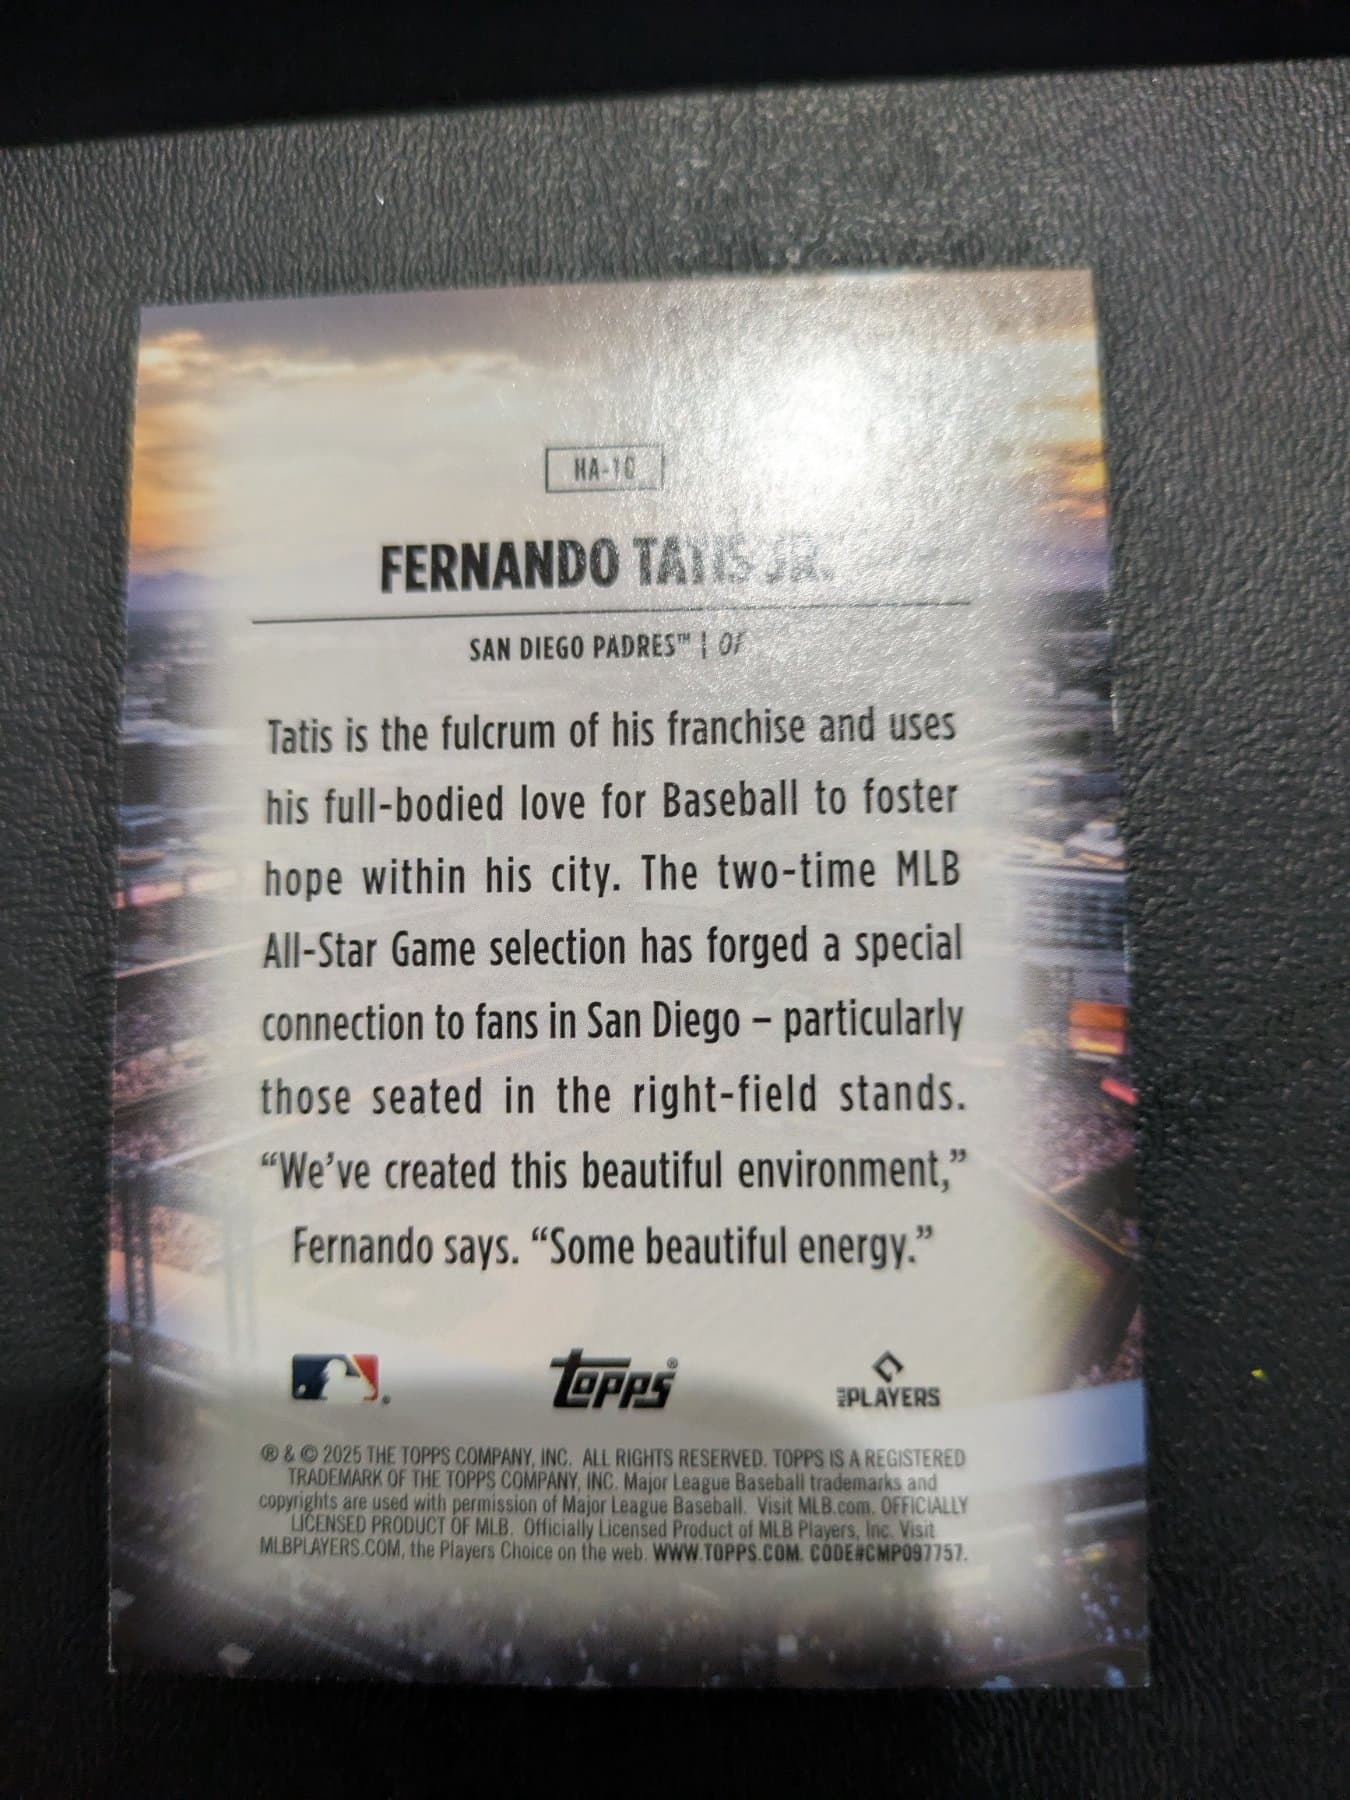 HA-10
FERNANDO TATIS JR.
SAN DIEGO PADRES™ | OF
Tatis is the fulcrum of his franchise and uses
his full-bodied love for Baseball to foster
hope within his city. The two-time MLB
All-Star Game selection has forged a special
connection to fans in San Diego – particularly
those seated in the right-field stands.
“We’ve created this beautiful environment,”
Fernando says. “Some beautiful energy.”
topps®
MLB PLAYERS
® & © 2025 THE TOPPS COMPANY, INC. ALL RIGHTS RESERVED. TOPPS IS A REGISTERED
TRADEMARK OF THE TOPPS COMPANY, INC. Major League Baseball trademarks and
copyrights are used with permission of Major League Baseball. Visit MLB.com. OFFICIALLY
LICENSED PRODUCT OF MLB. Officially Licensed Product of MLB Players, Inc. Visit
MLBPLAYERS.COM, the Players Choice on the web. WWW.TOPPS.COM. CODE#CMP097757.